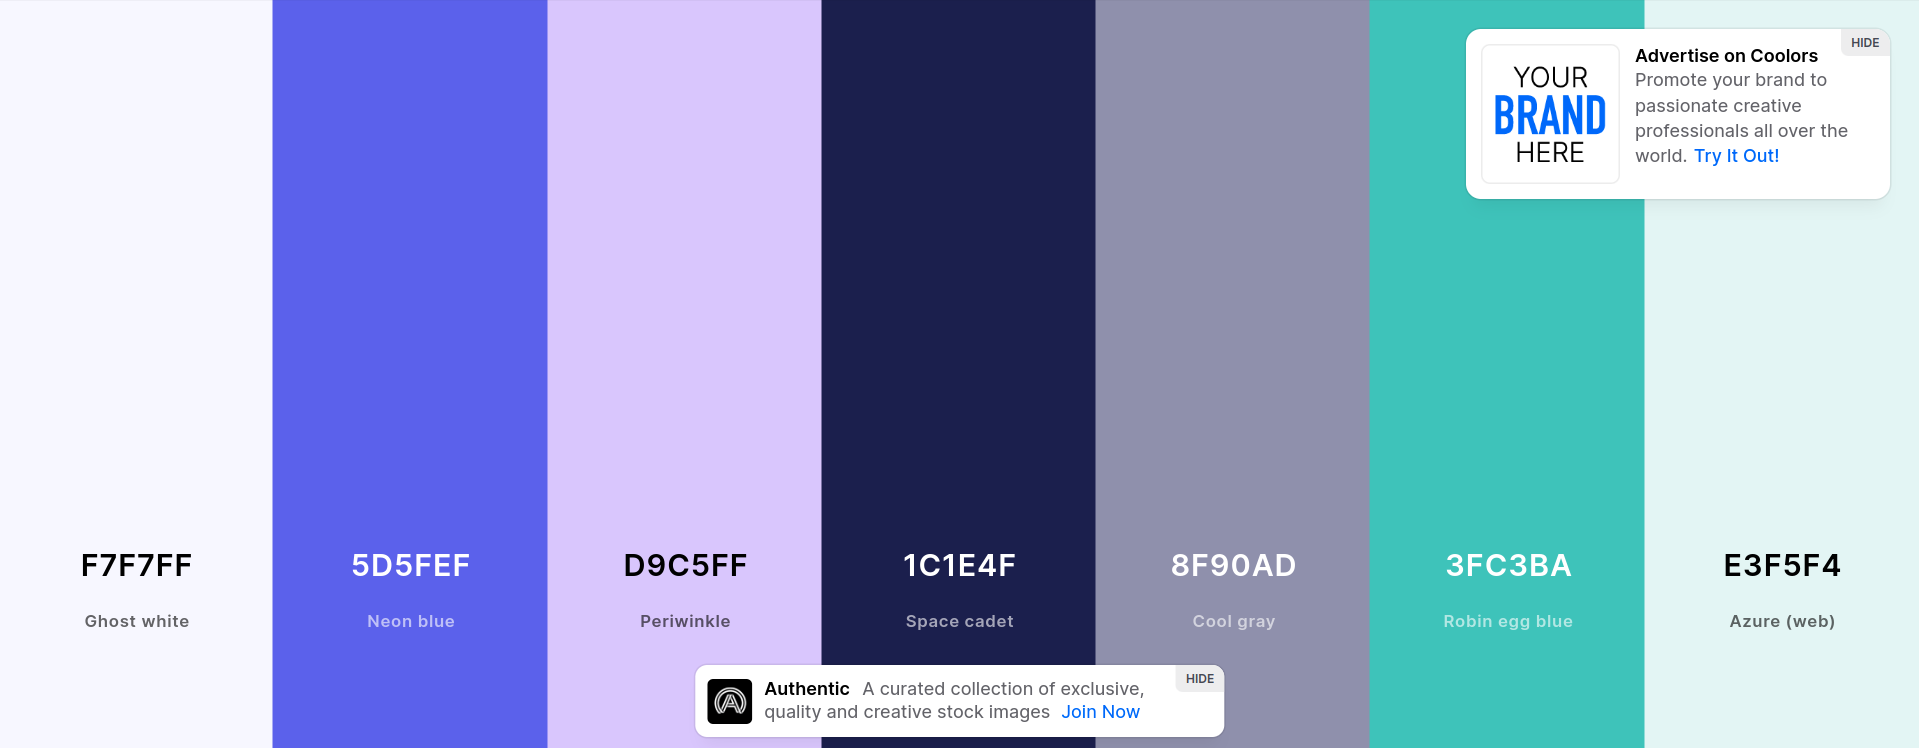 HIDE
YOUR
BRAND
HERE
Advertise on Coolors
Promote your brand to
passionate creative
professionals all over the
world. Try It Out!
F7F7FF
5D5FEF
D9C5FF
1C1E4F
8F90AD
3FC3BA
E3F5F4
Ghost white
Neon blue
Periwinkle
Space cadet
Cool gray
Robin egg blue
Azure (web)
HIDE
Authentic A curated collection of exclusive,
quality and creative stock images Join Now